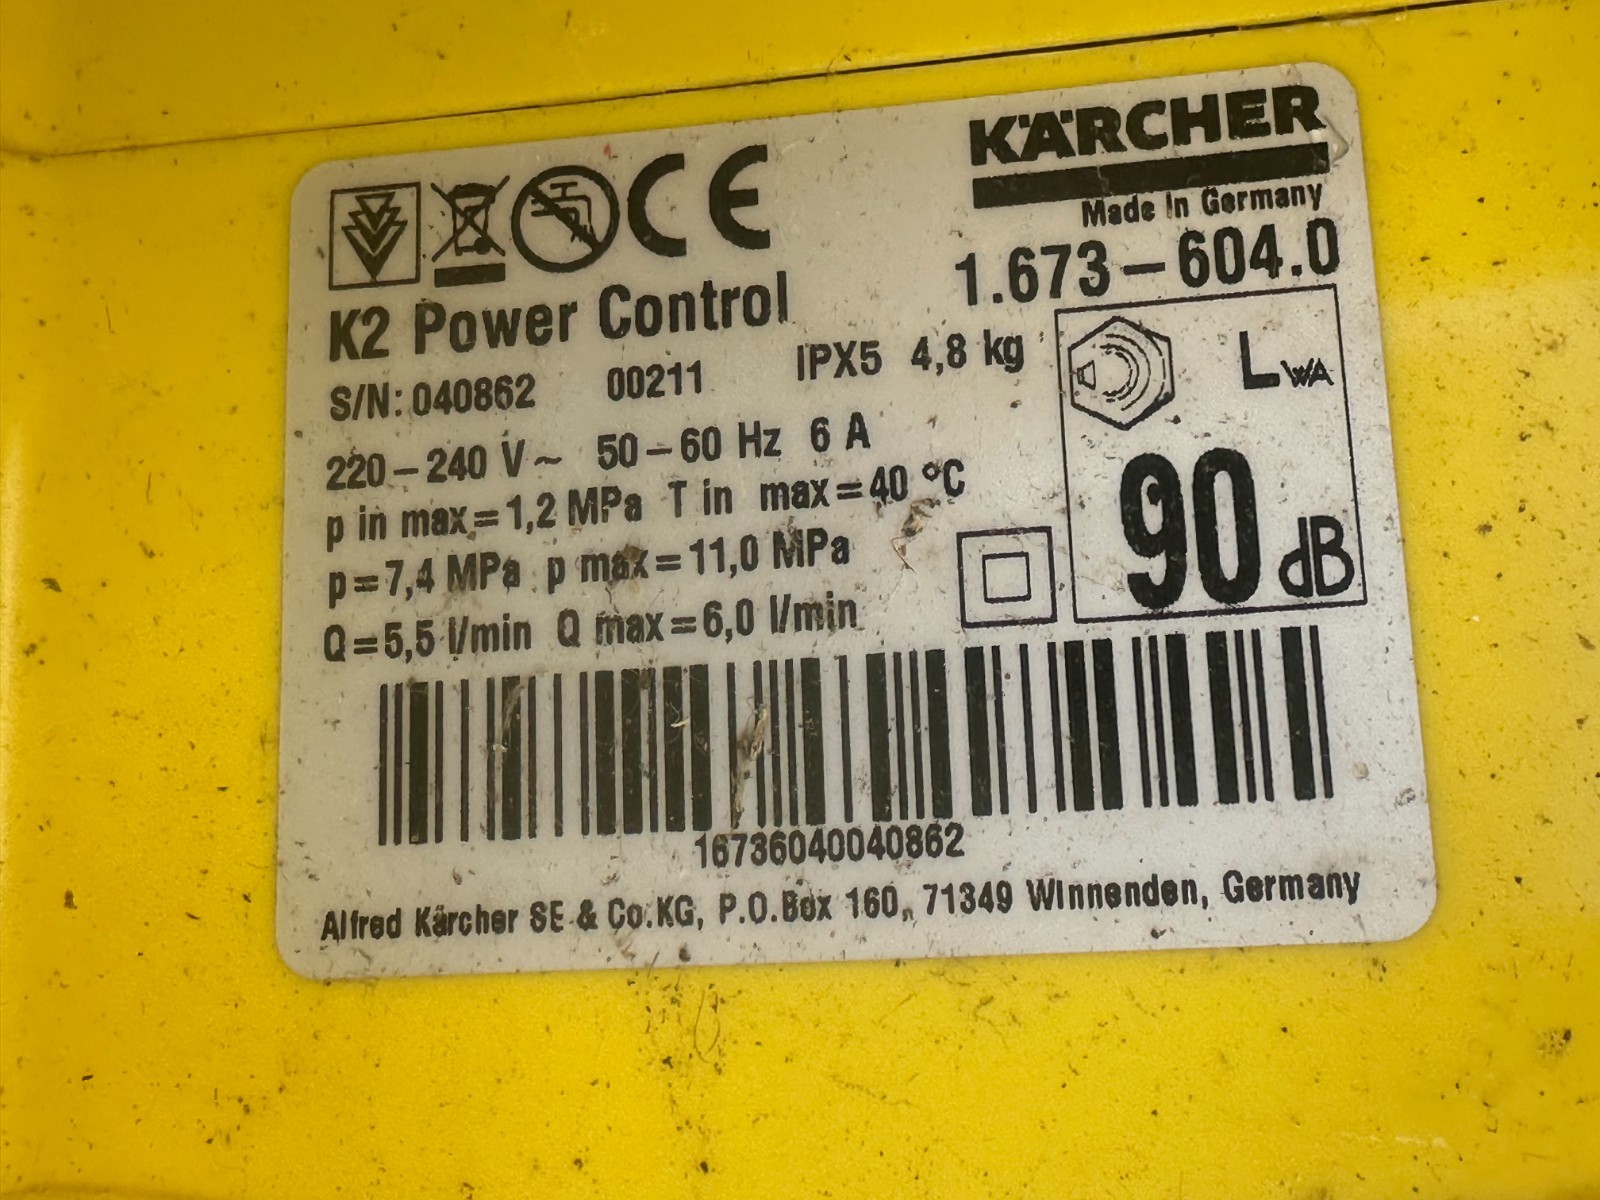 CE
KÄRCHER
Made in Germany
1.673-604.0
K2 Power Control
S/N: 040862 00211 IPX5 4,8 kg
LWA
220-240 V~ 50-60 Hz 6 A
p in max.=1,2 MPa T in max=40 °C
p=7,4 MPa p max=11,0 MPa
90 dB
Q=5,5 l/min Q max=6,0 l/min
16736040040862
Alfred Kärcher SE & Co.KG, P.O.Box 160, 71349 Winnenden, Germany